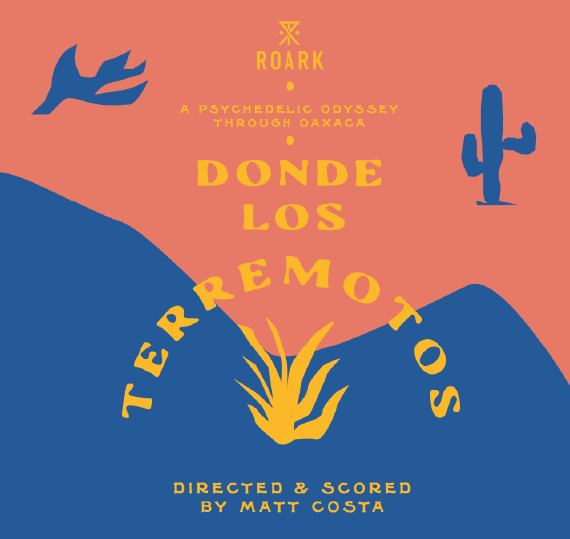 ROARK
A PSYCHEDELIC ODYSSEY
THROUGH OAXACA
DONDE
LOS
TERREMOTOS
DIRECTED & SCORED
BY MATT COSTA